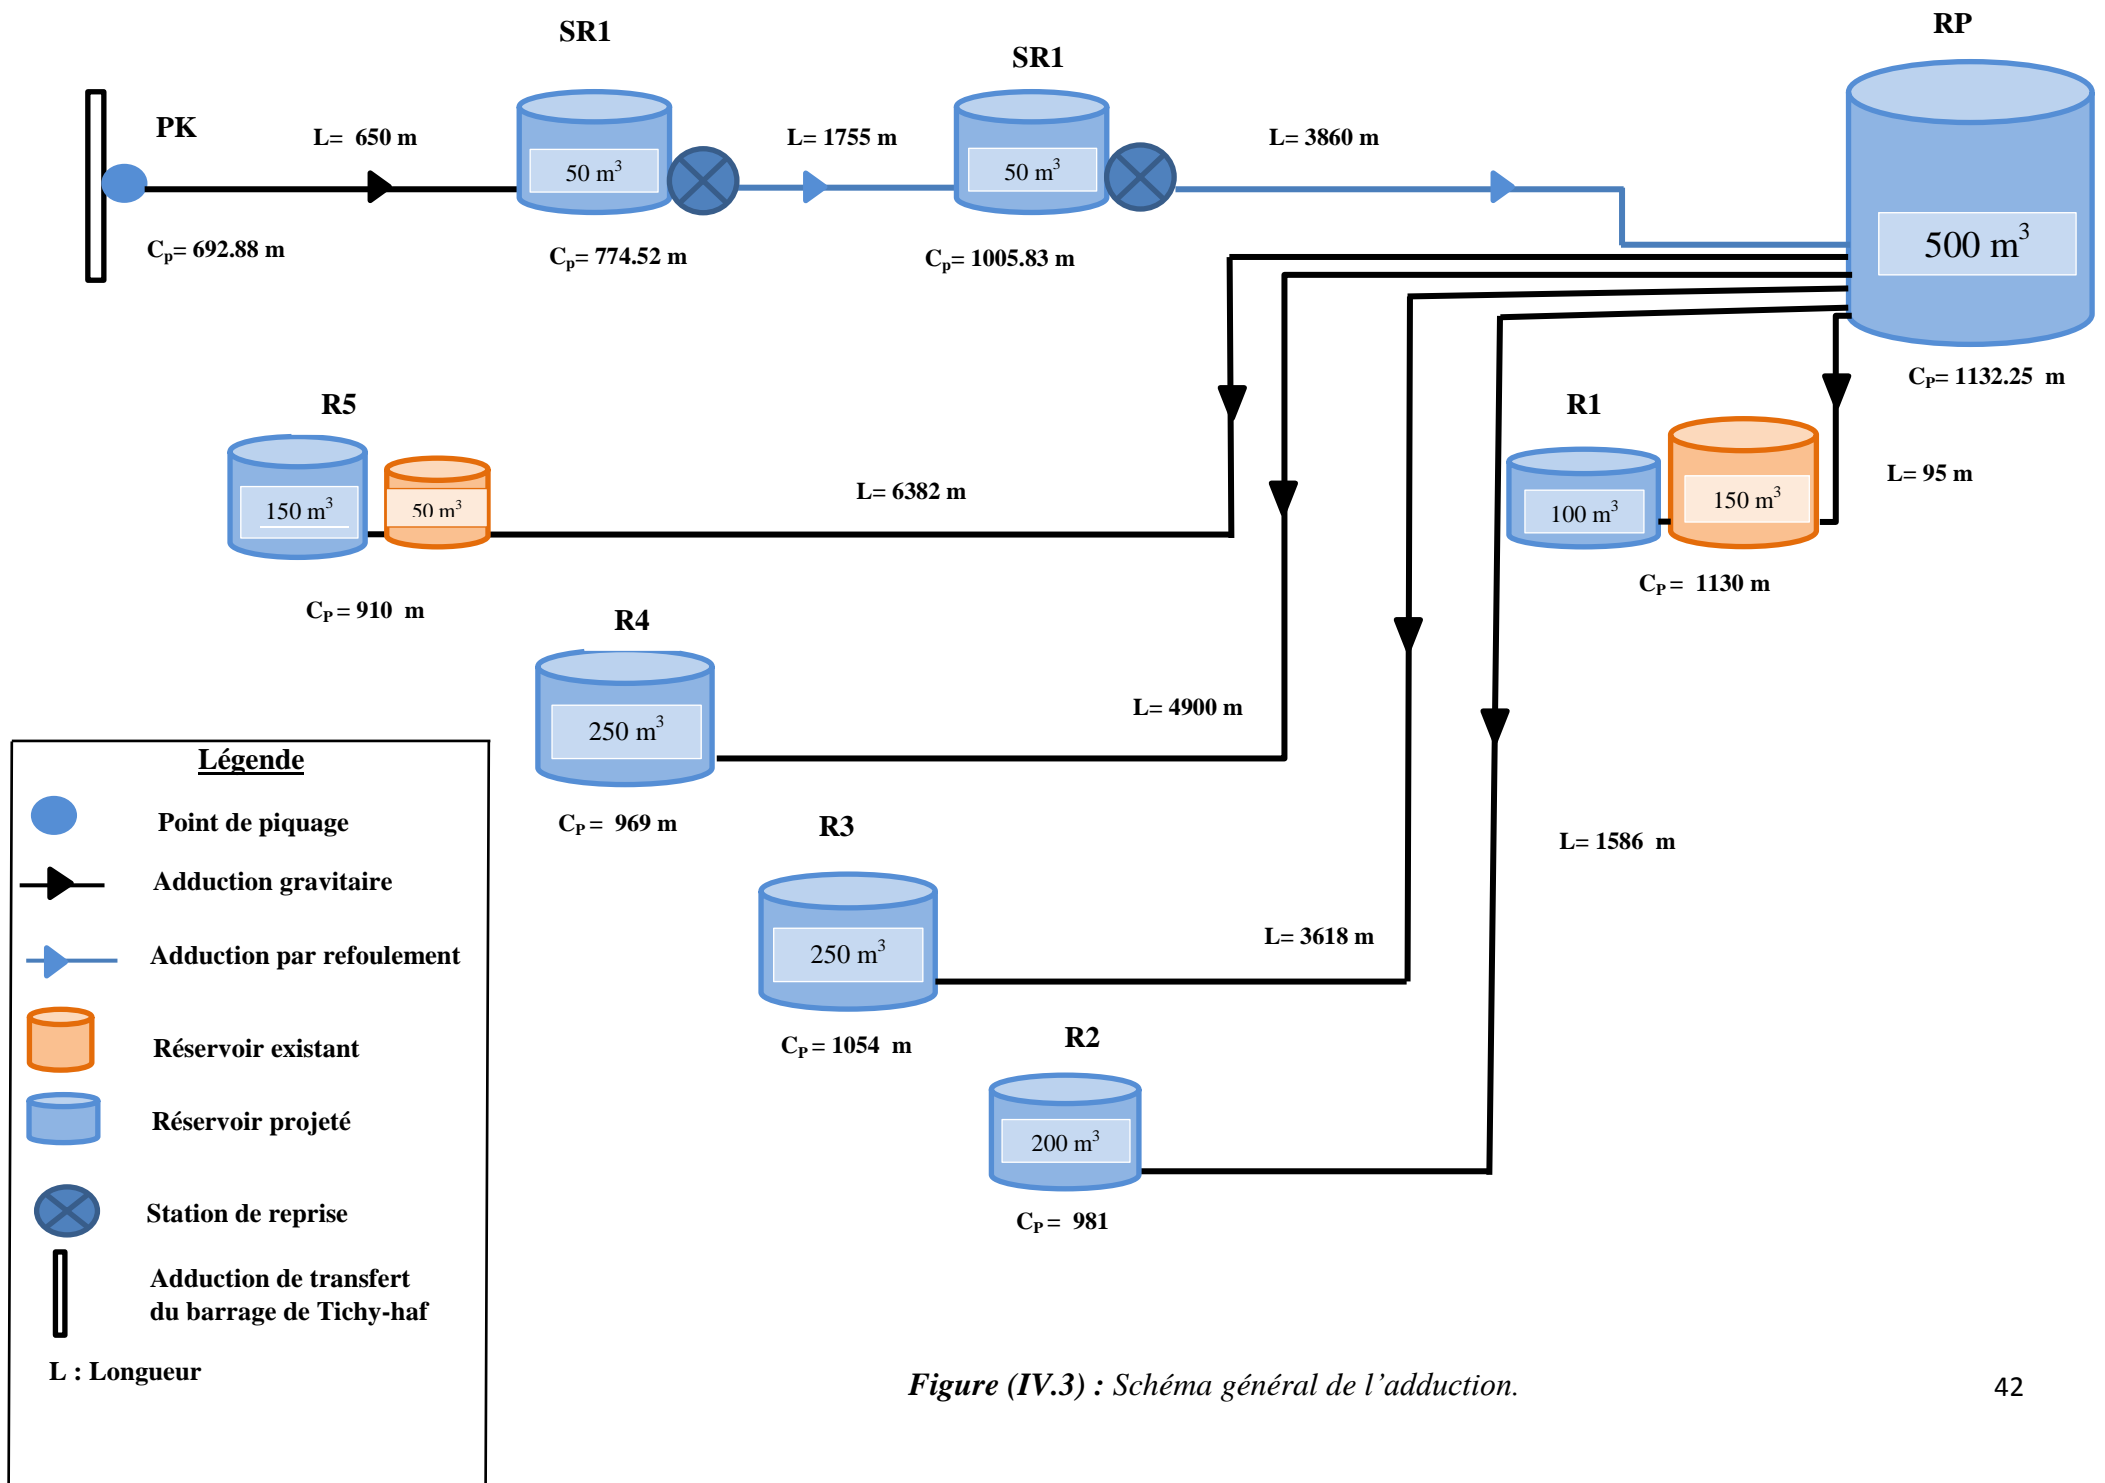 SR1
SR1
RP
PK
L=  650 m
L= 1755 m
L= 3860 m
50 m³
50 m³
500 m³
Cp= 692.88 m
Cp= 774.52 m
Cp= 1005.83 m
CP= 1132.25  m
R5
R1
150 m³
50 m³
L= 6382 m
100 m³
150 m³
L= 95 m
CP = 910  m
CP =  1130 m
R4
250 m³
L= 4900 m
CP =  969 m
R3
L= 1586  m
250 m³
L= 3618 m
CP = 1054  m
R2
200 m³
CP =  981
Légende
Point de piquage
Adduction gravitaire
Adduction par refoulement
Réservoir existant
Réservoir projeté
Station de reprise
Adduction de transfert
du barrage de Tichy-haf
L : Longueur
Figure (IV.3) : Schéma général de l'adduction.
42